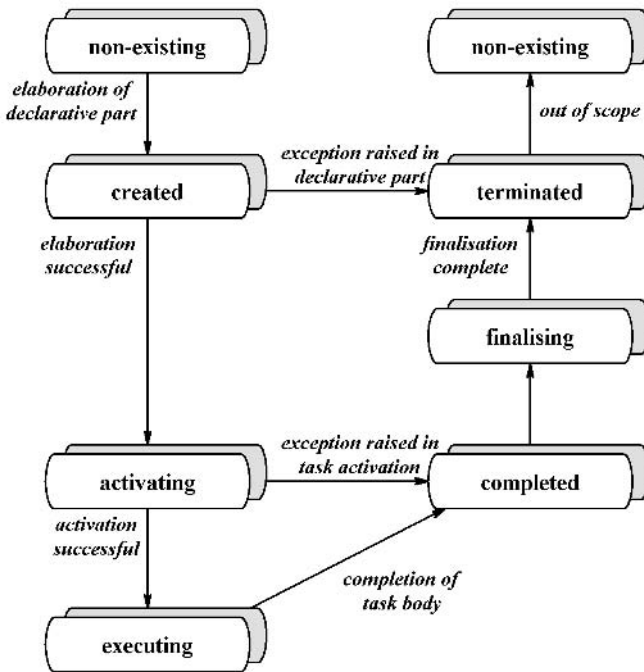 non-existing
non-existing
elaboration of
declarative part
out of scope
exception raised in
declarative part
created
terminated
elaboration
successful
finalisation
complete
finalising
exception raised in
task activation
activating
completed
activation
successful
completion of
task body
executing